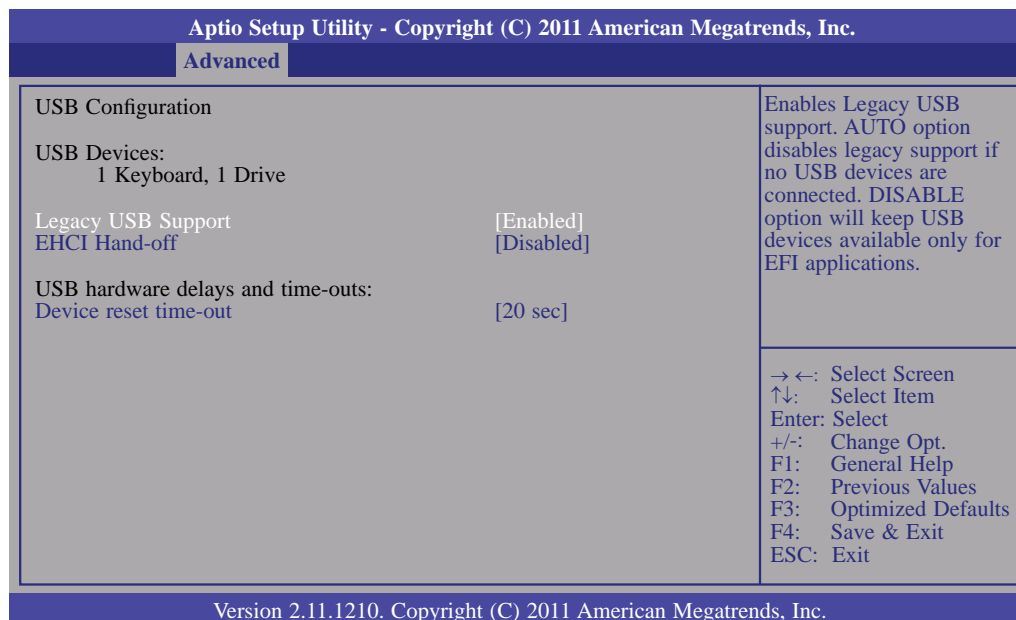 Aptio Setup Utility - Copyright (C) 2011 American Megatrends, Inc.
Advanced
USB Configuration
USB Devices:
1 Keyboard, 1 Drive
Legacy USB Support [Enabled]
EHCI Hand-off [Disabled]
USB hardware delays and time-outs:
Device reset time-out [20 sec]
Enables Legacy USB
support. AUTO option
disables legacy support if
no USB devices are
connected. DISABLE
option will keep USB
devices available only for
EFI applications.
→ ←: Select Screen
↑↓: Select Item
Enter: Select
+/-: Change Opt.
F1: General Help
F2: Previous Values
F3: Optimized Defaults
F4: Save & Exit
ESC: Exit
Version 2.11.1210. Copyright (C) 2011 American Megatrends, Inc.